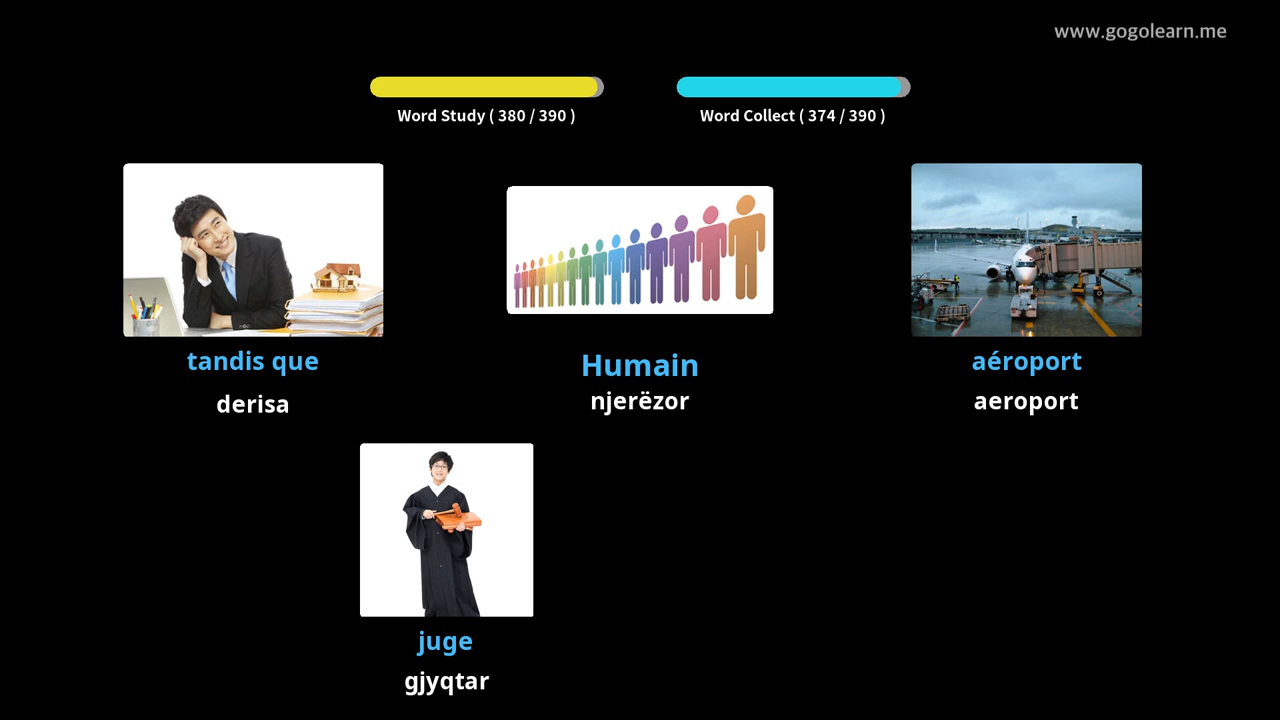 www.gogolearn.me
Word Study ( 380 / 390 )
Word Collect ( 374 / 390 )
tandis que
derisa
Humain
njerëzor
aéroport
aeroport
juge
gjyqtar